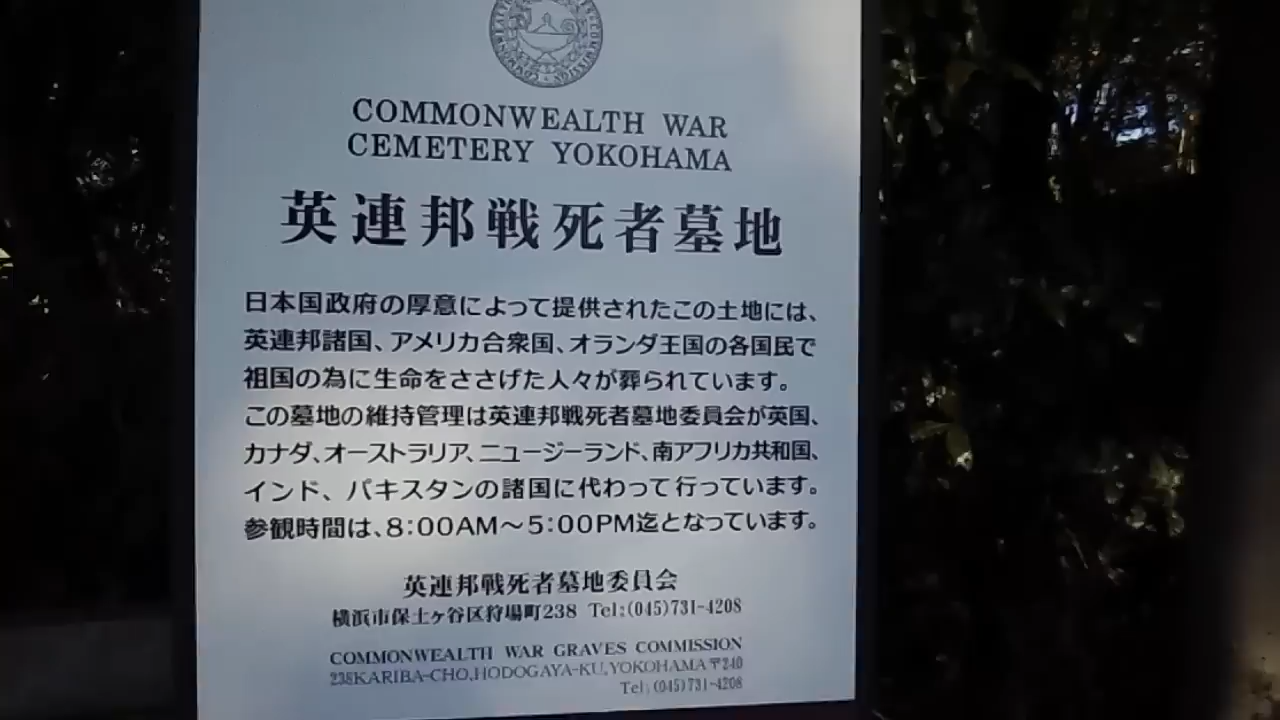 COMMONWEALTH WAR
CEMETERY YOKOHAMA
英連邦戦死者墓地
日本国政府の厚意によって提供されたこの土地には、
英連邦諸国、アメリカ合衆国、オランダ王国の各国民で
祖国の為に生命をささげた人々が葬られています。
この墓地の維持管理は英連邦戦死者墓地委員会が英国、
カナダ、オーストラリア、ニュージーランド、南アフリカ共和国、
インド、パキスタンの諸国に代わって行っています。
参観時間は、8:00AM〜5:00PM迄となっています。
英連邦戦死者墓地委員会
横浜市保土ヶ谷区狩場町238 Tel:(045)731-4208
COMMONWEALTH WAR GRAVES COMMISSION
238KARIBA-CHO,HODOGAYA-KU,YOKOHAMA〒240
Tel:(045)731-4208